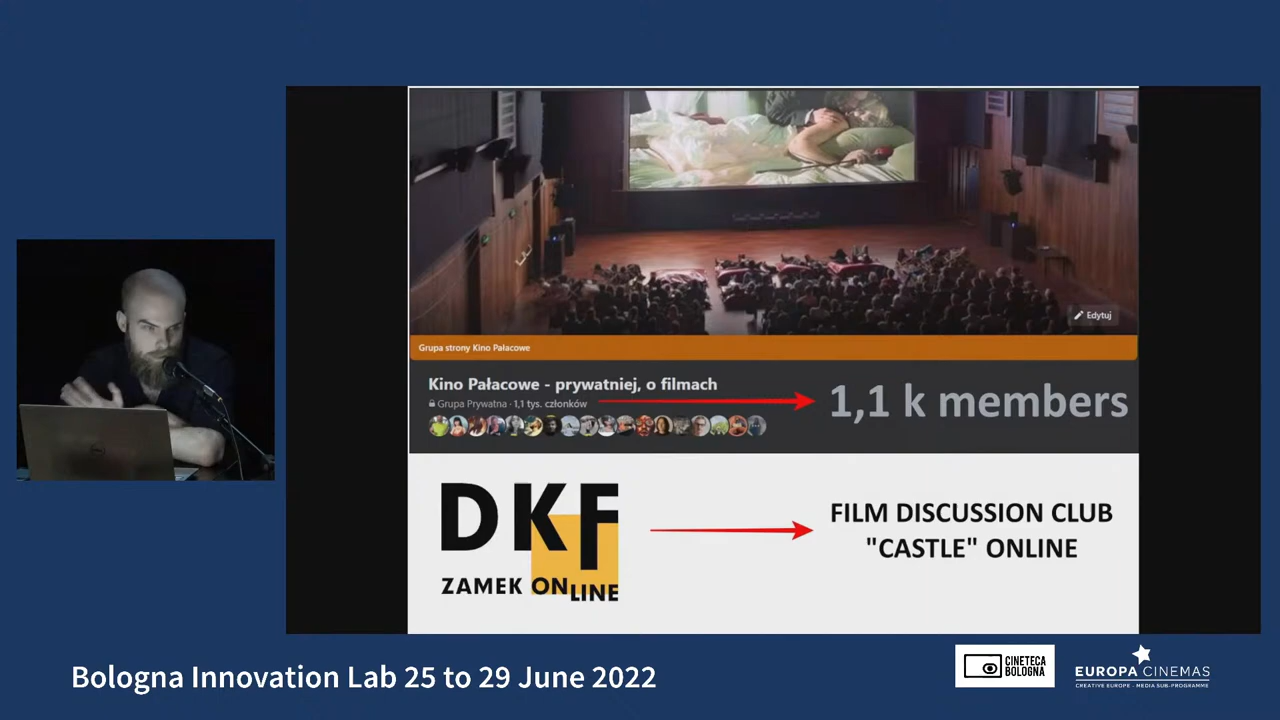 Edytuj
Grupa strony Kino Pałacowe
Kino Pałacowe - prywatniej, o filmach
Grupa Prywatna · 1,1 tys. członków
1,1 k members
DKF
ZAMEK ONLINE
FILM DISCUSSION CLUB
"CASTLE" ONLINE
Bologna Innovation Lab 25 to 29 June 2022
CINETECA
BOLOGNA
EUROPA CINEMAS
CREATIVE EUROPE - MEDIA SUB-PROGRAMME